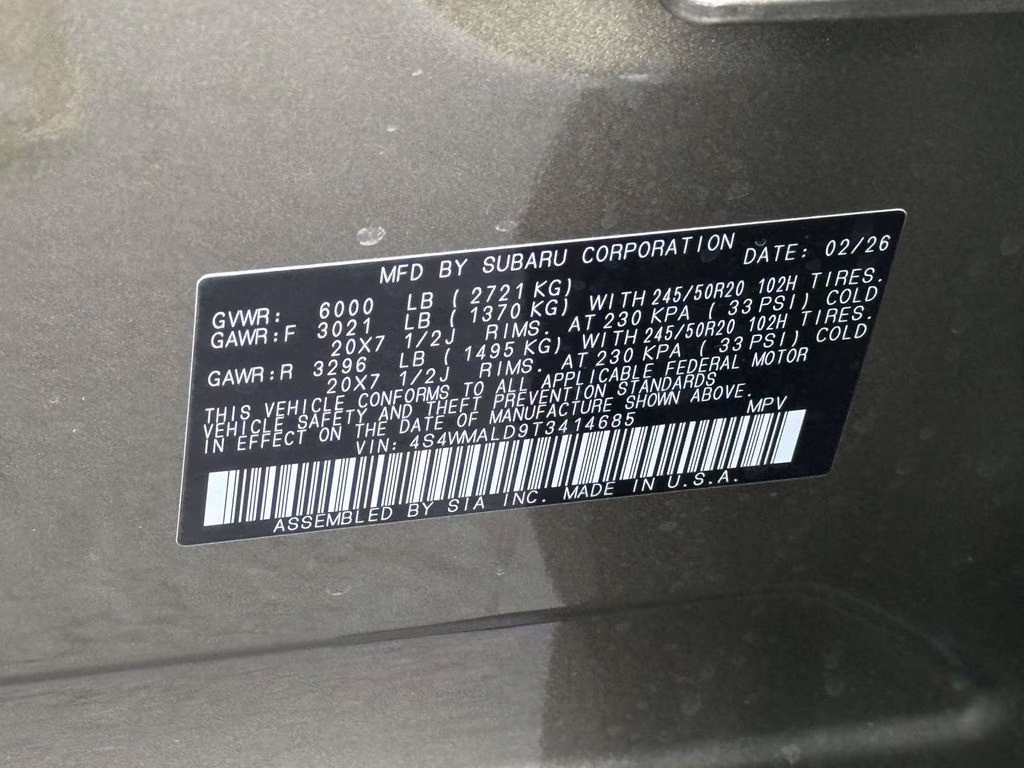 MFD BY SUBARU CORPORATION DATE: 02/26
GVWR: 6000 LB ( 2721 KG)
GAWR:F 3021 LB ( 1370 KG) WITH 245/50R20 102H TIRES.
20X7 1/2J RIMS. AT 230 KPA ( 33 PSI) COLD
GAWR:R 3296 LB ( 1495 KG) WITH 245/50R20 102H TIRES.
20X7 1/2J RIMS. AT 230 KPA ( 33 PSI) COLD
THIS VEHICLE CONFORMS TO ALL APPLICABLE FEDERAL MOTOR
VEHICLE SAFETY AND THEFT PREVENTION STANDARDS
IN EFFECT ON THE DATE OF MANUFACTURE SHOWN ABOVE.
VIN: 4S4WMALD9T3414685 MPV
ASSEMBLED BY SIA INC. MADE IN U.S.A.